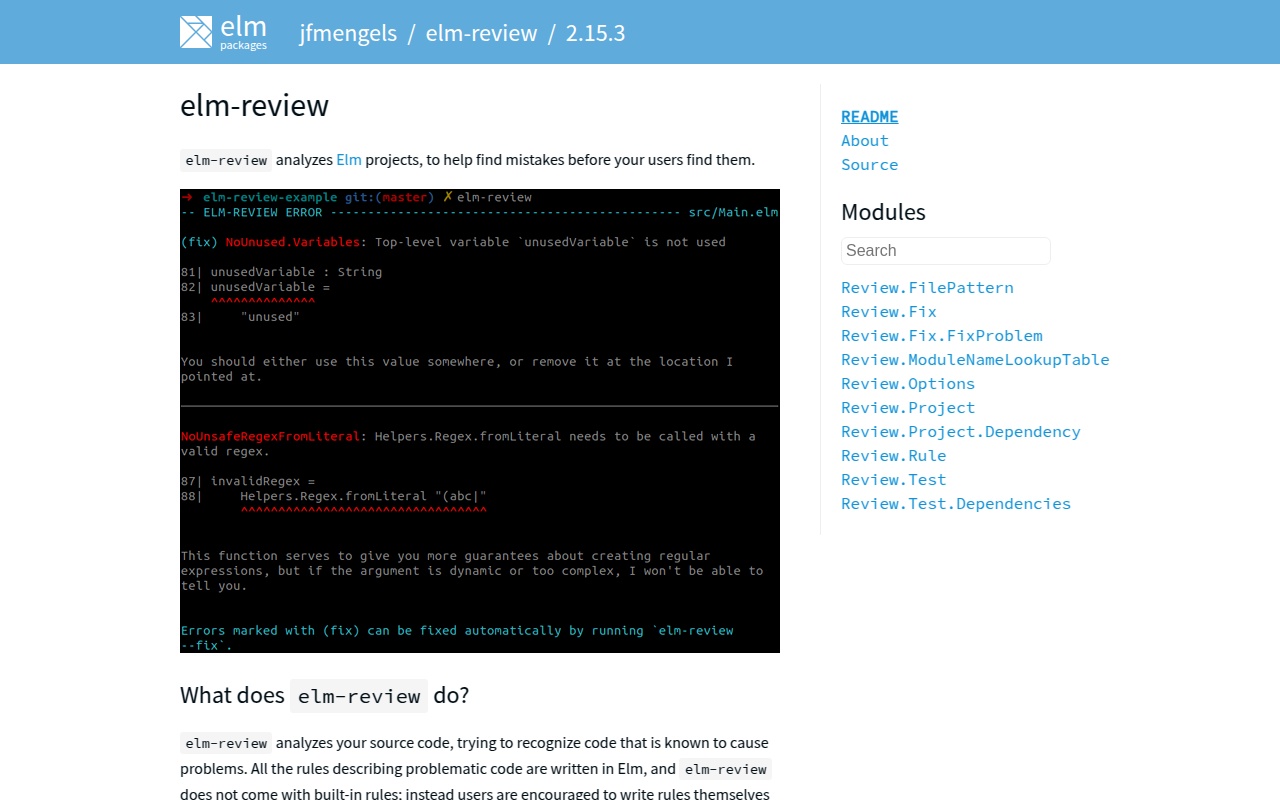 elm
packages
jfmengels / elm-review / 2.15.3
elm-review
elm-review analyzes Elm projects, to help find mistakes before your users find them.
➜ elm-review-example git:(master) ✗ elm-review
-- ELM-REVIEW ERROR ----------------------------------------------- src/Main.elm
(fix) NoUnused.Variables: Top-level variable `unusedVariable` is not used
81| unusedVariable : String
82| unusedVariable =
^^^^^^^^^^^^^^
83|     "unused"
You should either use this value somewhere, or remove it at the location I
pointed at.
NoUnsafeRegexFromLiteral: Helpers.Regex.fromLiteral needs to be called with a
valid regex.
87| invalidRegex =
88|     Helpers.Regex.fromLiteral "(abc|"
^^^^^^^^^^^^^^^^^^^^^^^^^^^^^^^^^
This function serves to give you more guarantees about creating regular
expressions, but if the argument is dynamic or too complex, I won't be able to
tell you.
Errors marked with (fix) can be fixed automatically by running `elm-review
--fix`.
What does elm-review do?
elm-review analyzes your source code, trying to recognize code that is known to cause
problems. All the rules describing problematic code are written in Elm, and elm-review
does not come with built-in rules; instead users are encouraged to write rules themselves
README
About
Source
Modules
Search
Review.FilePattern
Review.Fix
Review.Fix.FixProblem
Review.ModuleNameLookupTable
Review.Options
Review.Project
Review.Project.Dependency
Review.Rule
Review.Test
Review.Test.Dependencies